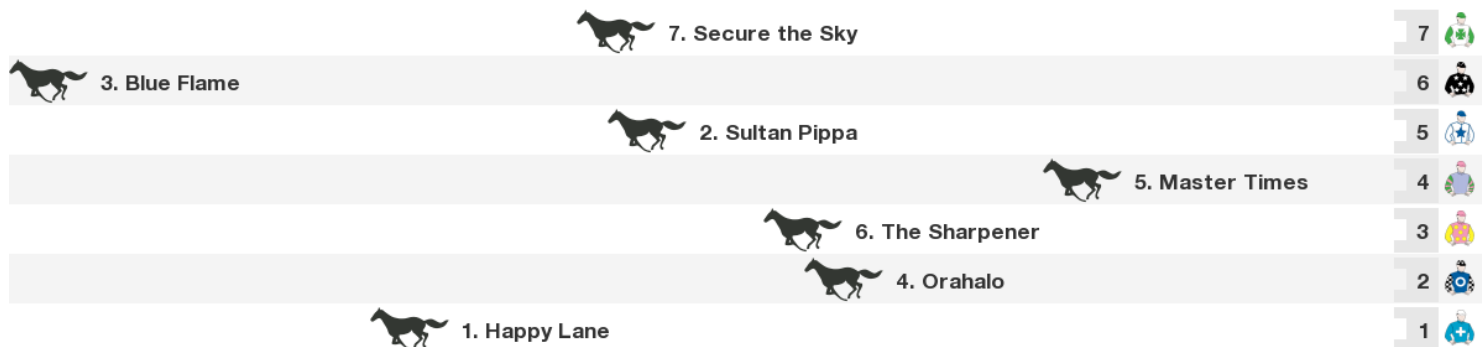 7. Secure the Sky 7
3. Blue Flame 6
2. Sultan Pippa 5
5. Master Times 4
6. The Sharpener 3
4. Orahalo 2
1. Happy Lane 1